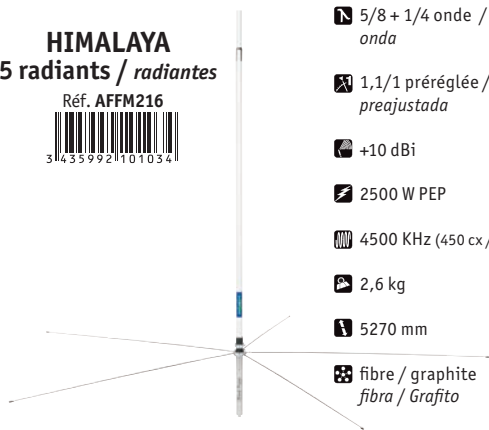 HIMALAYA
5 radiants / radiantes
Réf. AFFM216
3 435992 101034
5/8 + 1/4 onde /
onda
1,1/1 préréglée /
preajustada
+10 dBi
2500 W PEP
4500 KHz (450 cx /
2,6 kg
5270 mm
fibre / graphite
fibra / Grafito